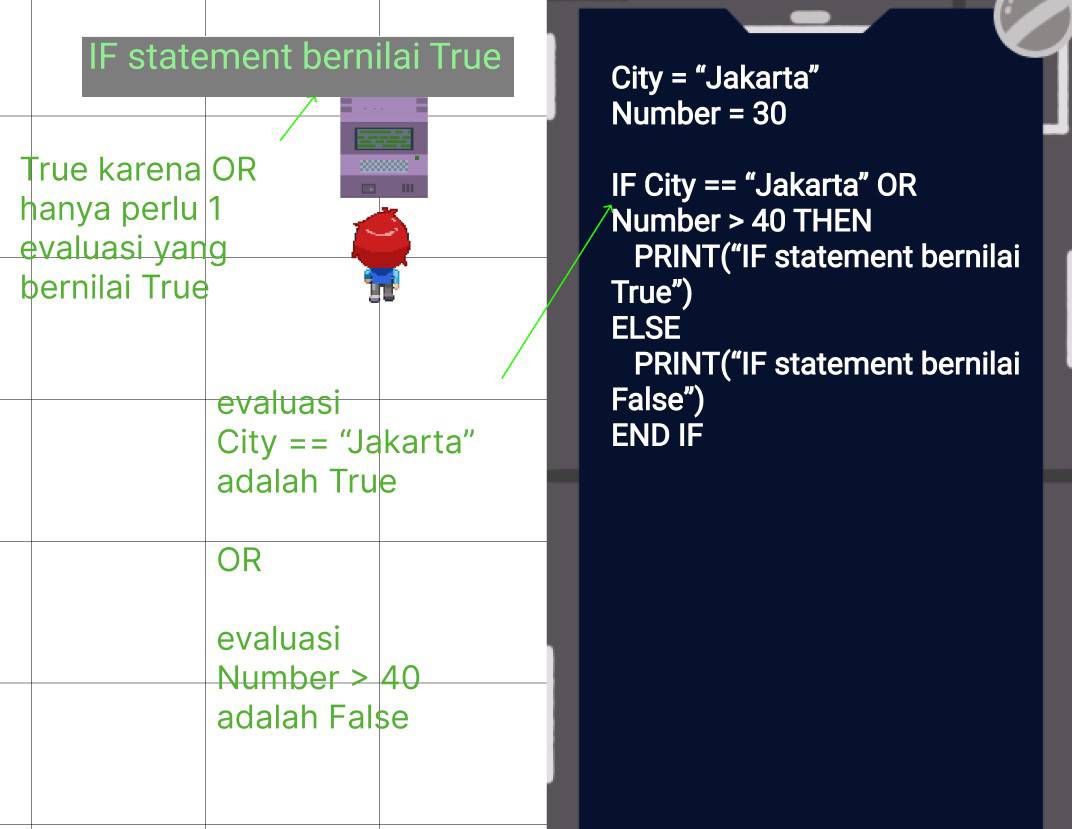 IF statement bernilai True
True karena OR
hanya perlu 1
evaluasi yang
bernilai True
evaluasi
City == “Jakarta”
adalah True
OR
evaluasi
Number > 40
adalah False
City = “Jakarta”
Number = 30
IF City == “Jakarta” OR
Number > 40 THEN
PRINT(“IF statement bernilai
True”)
ELSE
PRINT(“IF statement bernilai
False”)
END IF